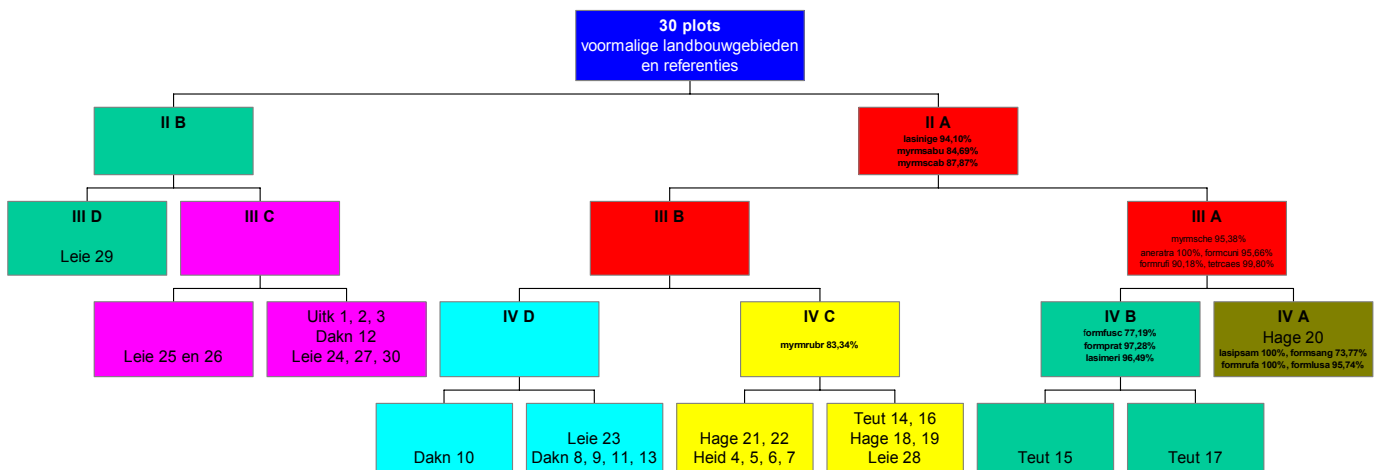 30 plots
voormalige landbouwgebieden
en referenties
II B
II A
lasinige 94,10%
myrmsabu 84,69%
myrmscab 87,87%
III D
Leie 29
III C
III B
III A
myrmsche 95,38%
aneratra 100%, formcuni 95,66%
formrufi 90,18%, tetrcaes 99,60%
Leie 25 en 26
Uitk 1, 2, 3
Dakn 12
Leie 24, 27, 30
IV D
IV C
myrmrubr 83,34%
IV B
formfusc 77,19%
formprat 97,28%
lasimeri 96,49%
IV A
Hage 20
lasipsam 100%, formsang 73,77%
formrufa 100%, formlusa 95,74%
Dakn 10
Leie 23
Dakn 8, 9, 11, 13
Hage 21, 22
Heid 4, 5, 6, 7
Teut 14, 16
Hage 18, 19
Leie 28
Teut 15
Teut 17